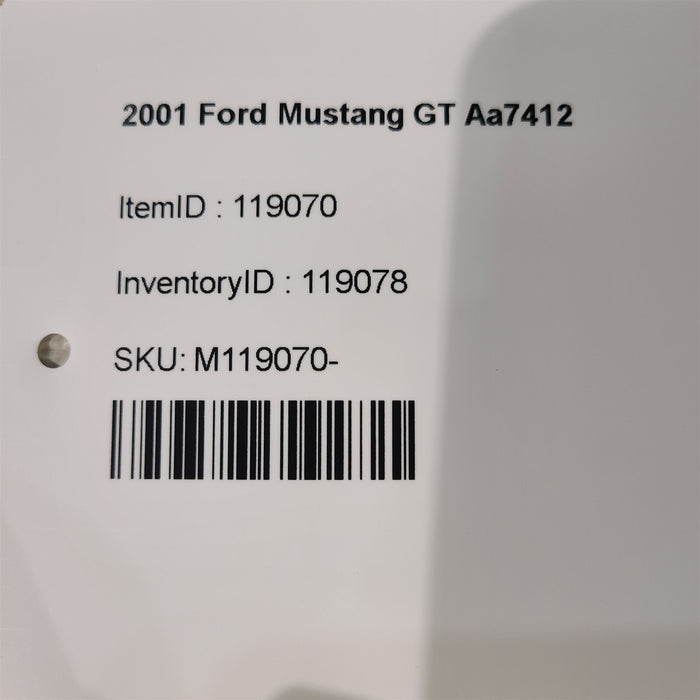 2001 Ford Mustang GT Aa7412
ItemID : 119070
InventoryID : 119078
SKU: M119070-